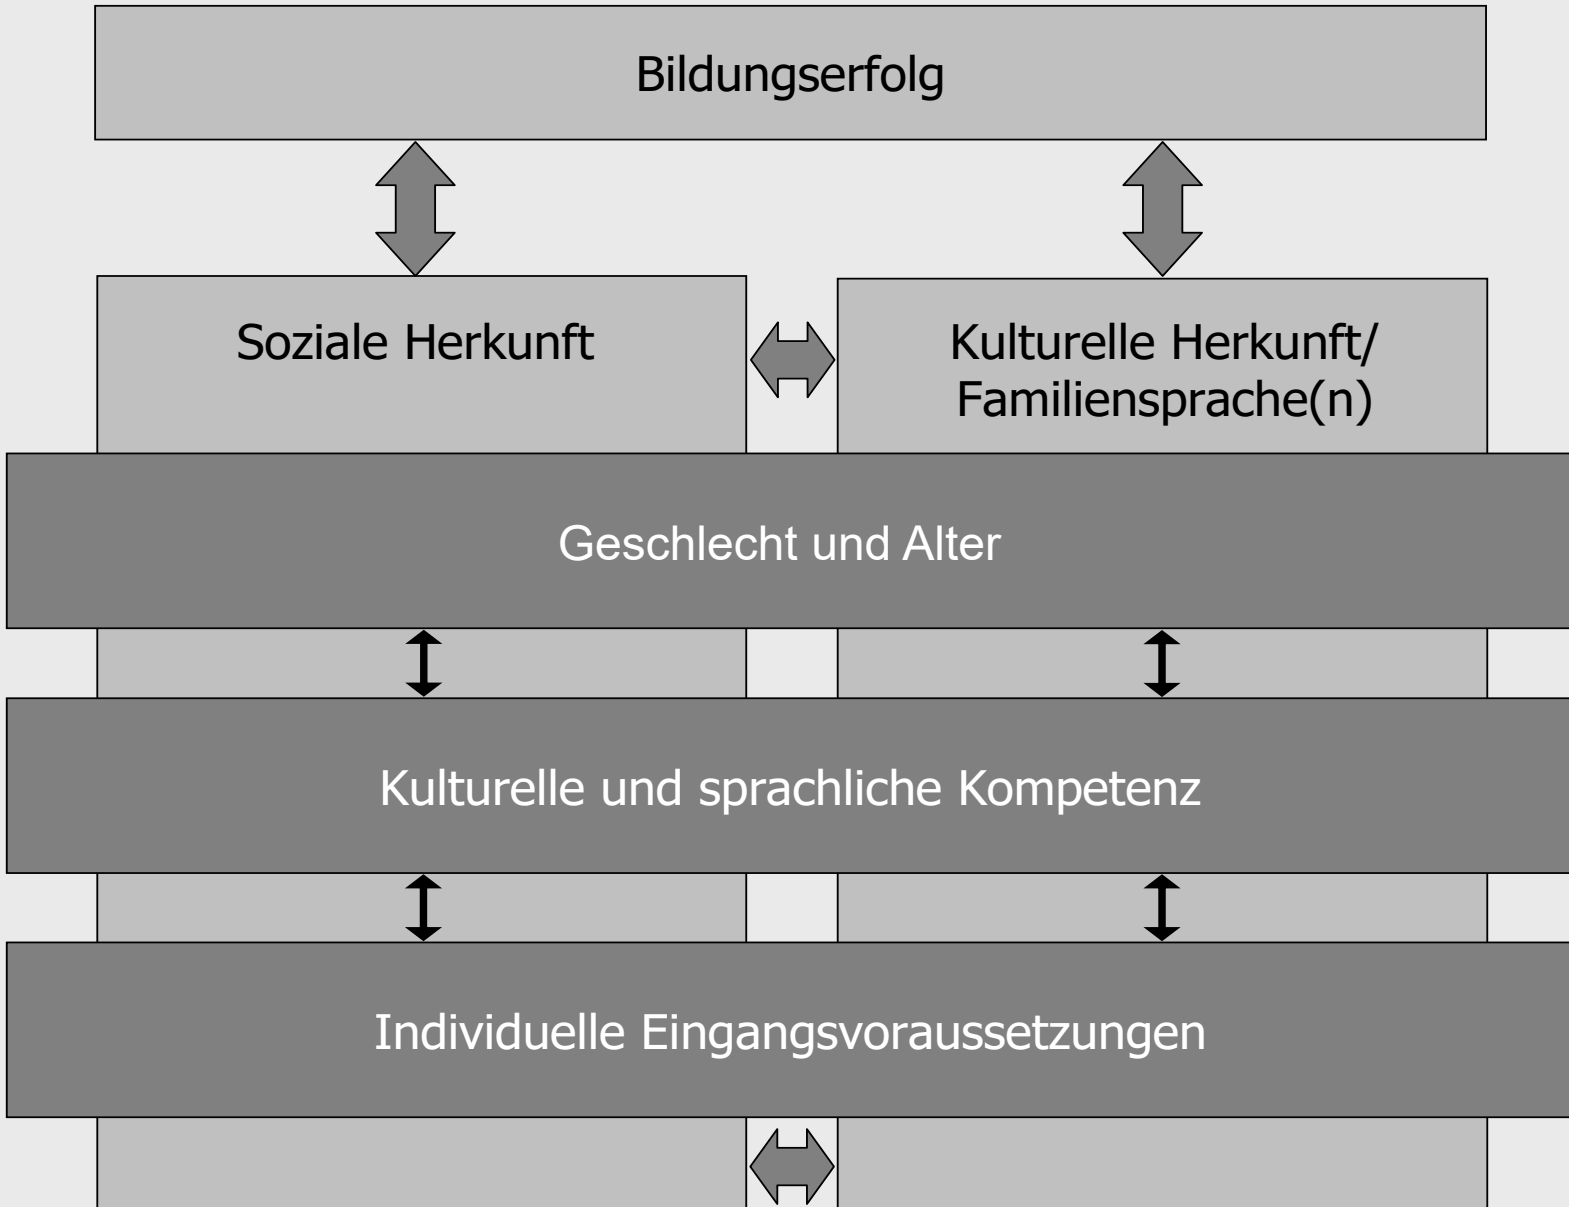 Bildungserfolg
Soziale Herkunft
Kulturelle Herkunft/
Familiensprache(n)
Geschlecht und Alter
Kulturelle und sprachliche Kompetenz
Individuelle Eingangsvoraussetzungen